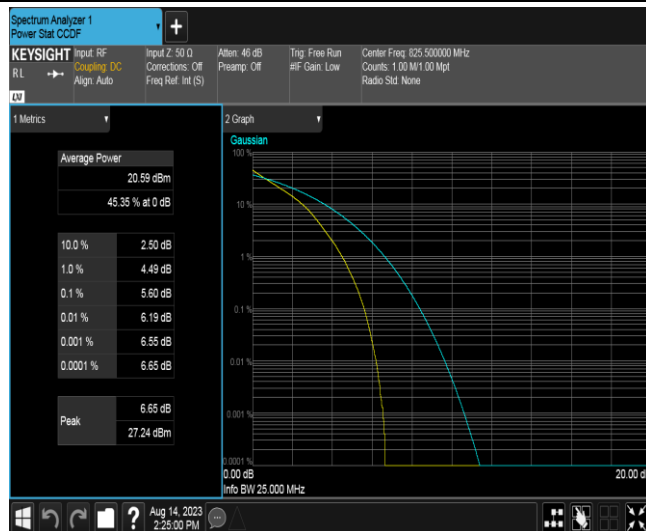 Spectrum Analyzer 1
Power Stat CCDF
+
KEYSIGHT
RL
Input: RF
Coupling: DC
Align: Auto
Input Z: 50 Ω
Corrections: Off
Freq Ref: Int (S)
Atten: 46 dB
Preamp: Off
Trig: Free Run
#IF Gain: Low
Center Freq: 825.500000 MHz
Counts: 1.00 M/1.00 Mpt
Radio Std: None
1 Metrics
Average Power
20.59 dBm
45.35 % at 0 dB
10.0 % 2.50 dB
1.0 % 4.49 dB
0.1 % 5.60 dB
0.01 % 6.19 dB
0.001 % 6.55 dB
0.0001 % 6.65 dB
Peak
6.65 dB
27.24 dBm
2 Graph
Gaussian
100 %
10 %
1 %
0.1 %
0.01 %
0.001 %
0.0001 %
0.00 dB
20.00 d
Info BW 25.000 MHz
?
Aug 14, 2023
2:25:00 PM